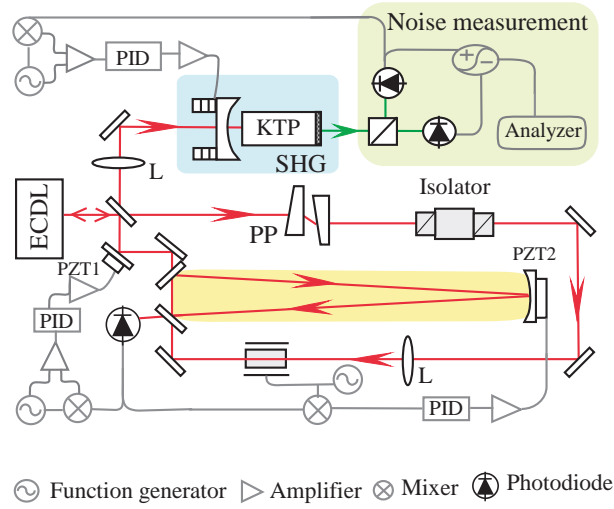 Noise measurement
PID
KTP
SHG
Analyzer
L
ECDL
PP
Isolator
PZT1
PZT2
PID
L
PID
Function generator
Amplifier
Mixer
Photodiode